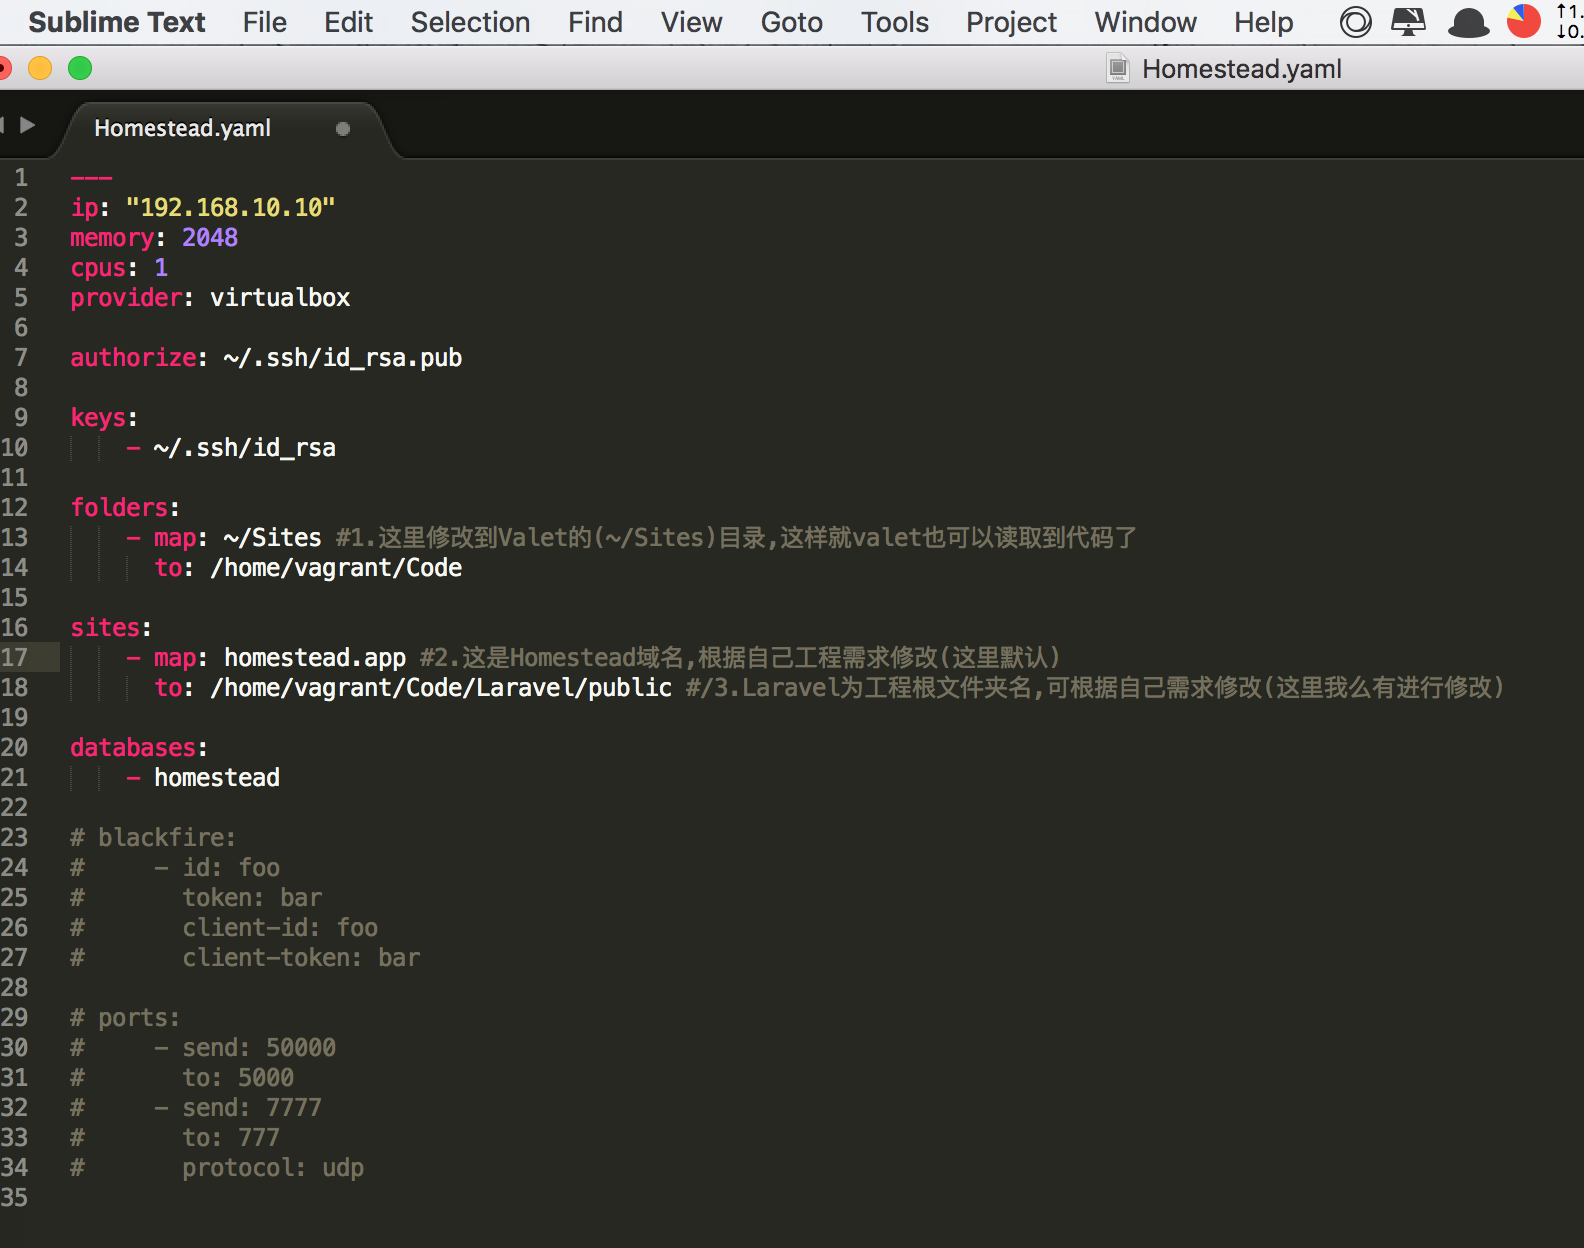 Sublime Text File Edit Selection Find View Goto Tools Project Window Help ↑1.
↓0.
Homestead.yaml
Homestead.yaml
1 ---
2 ip: "192.168.10.10"
3 memory: 2048
4 cpus: 1
5 provider: virtualbox
6
7 authorize: ~/.ssh/id_rsa.pub
8
9 keys:
10     - ~/.ssh/id_rsa
11
12 folders:
13     - map: ~/Sites #1.这里修改到Valet的(~/Sites)目录,这样就valet也可以读取到代码了
14       to: /home/vagrant/Code
15
16 sites:
17     - map: homestead.app #2.这是Homestead域名,根据自己工程需求修改(这里默认)
18       to: /home/vagrant/Code/Laravel/public #/3.Laravel为工程根文件夹名,可根据自己需求修改(这里我么有进行修改)
19
20 databases:
21     - homestead
22
23 # blackfire:
24 #     - id: foo
25 #       token: bar
26 #       client-id: foo
27 #       client-token: bar
28
29 # ports:
30 #     - send: 50000
31 #       to: 5000
32 #     - send: 7777
33 #       to: 777
34 #       protocol: udp
35